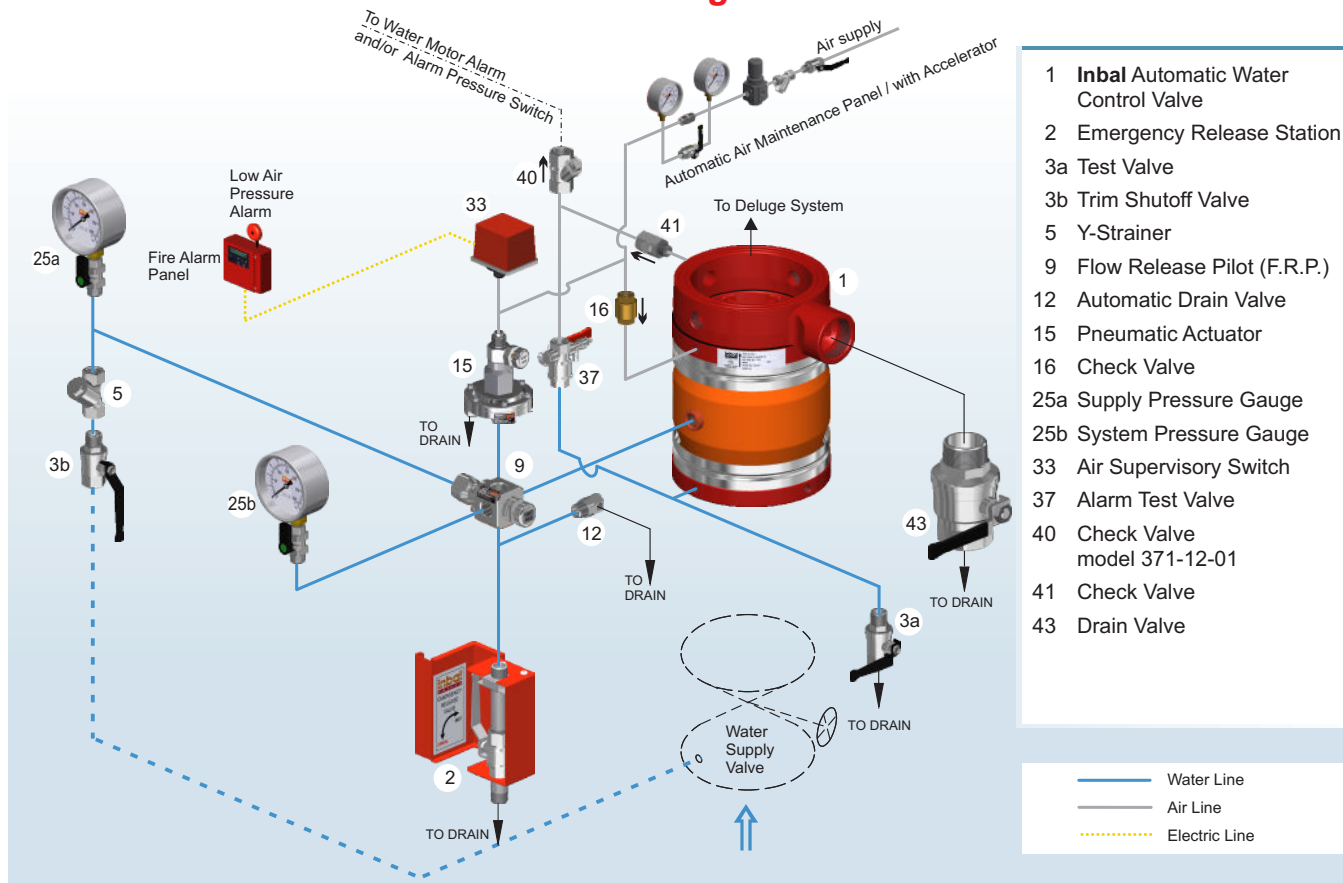 To Water Motor Alarm
and/or Alarm Pressure Switch
Air supply
Automatic Air Maintenance Panel / with Accelerator
40
Low Air
Pressure
Alarm
33
To Deluge System
41
25a
Fire Alarm
Panel
1
16
15
37
5
TO
DRAIN
3b
9
25b
12
43
TO
DRAIN
TO DRAIN
3a
inbal
EMERGENCY
RELEASE
Water
Supply
Valve
TO DRAIN
2
TO DRAIN
1 Inbal Automatic Water
Control Valve
2 Emergency Release Station
3a Test Valve
3b Trim Shutoff Valve
5 Y-Strainer
9 Flow Release Pilot (F.R.P.)
12 Automatic Drain Valve
15 Pneumatic Actuator
16 Check Valve
25a Supply Pressure Gauge
25b System Pressure Gauge
33 Air Supervisory Switch
37 Alarm Test Valve
40 Check Valve
model 371-12-01
41 Check Valve
43 Drain Valve
Water Line
Air Line
Electric Line